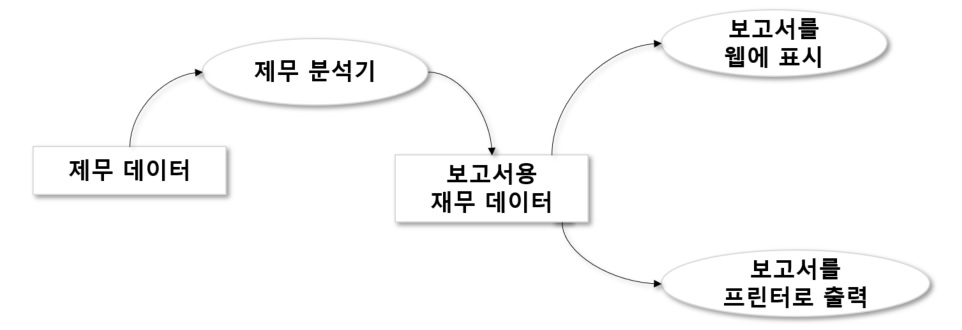 제무 데이터
제무 분석기
보고서용
재무 데이터
보고서를
웹에 표시
보고서를
프린터로 출력